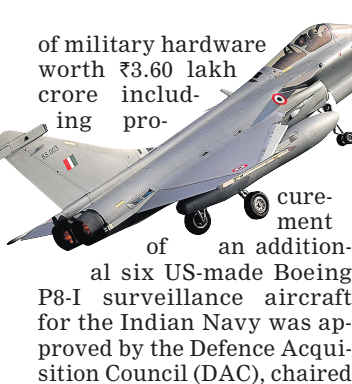 of military hardware
worth ₹3.60 lakh
crore includ-
ing pro-
BS 003
cure-
ment
of an addition-
al six US-made Boeing
P8-I surveillance aircraft
for the Indian Navy was ap-
proved by the Defence Acqui-
sition Council (DAC), chaired